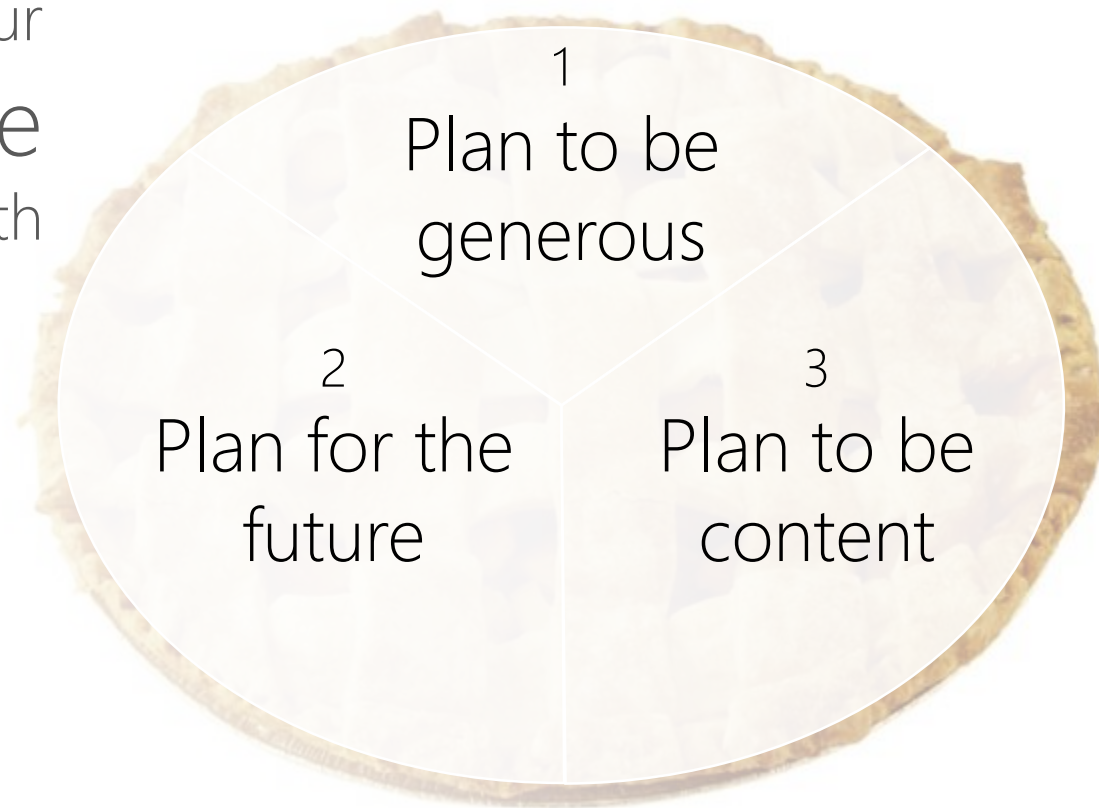 1
Plan to be
generous
2
Plan for the
future
3
Plan to be
content